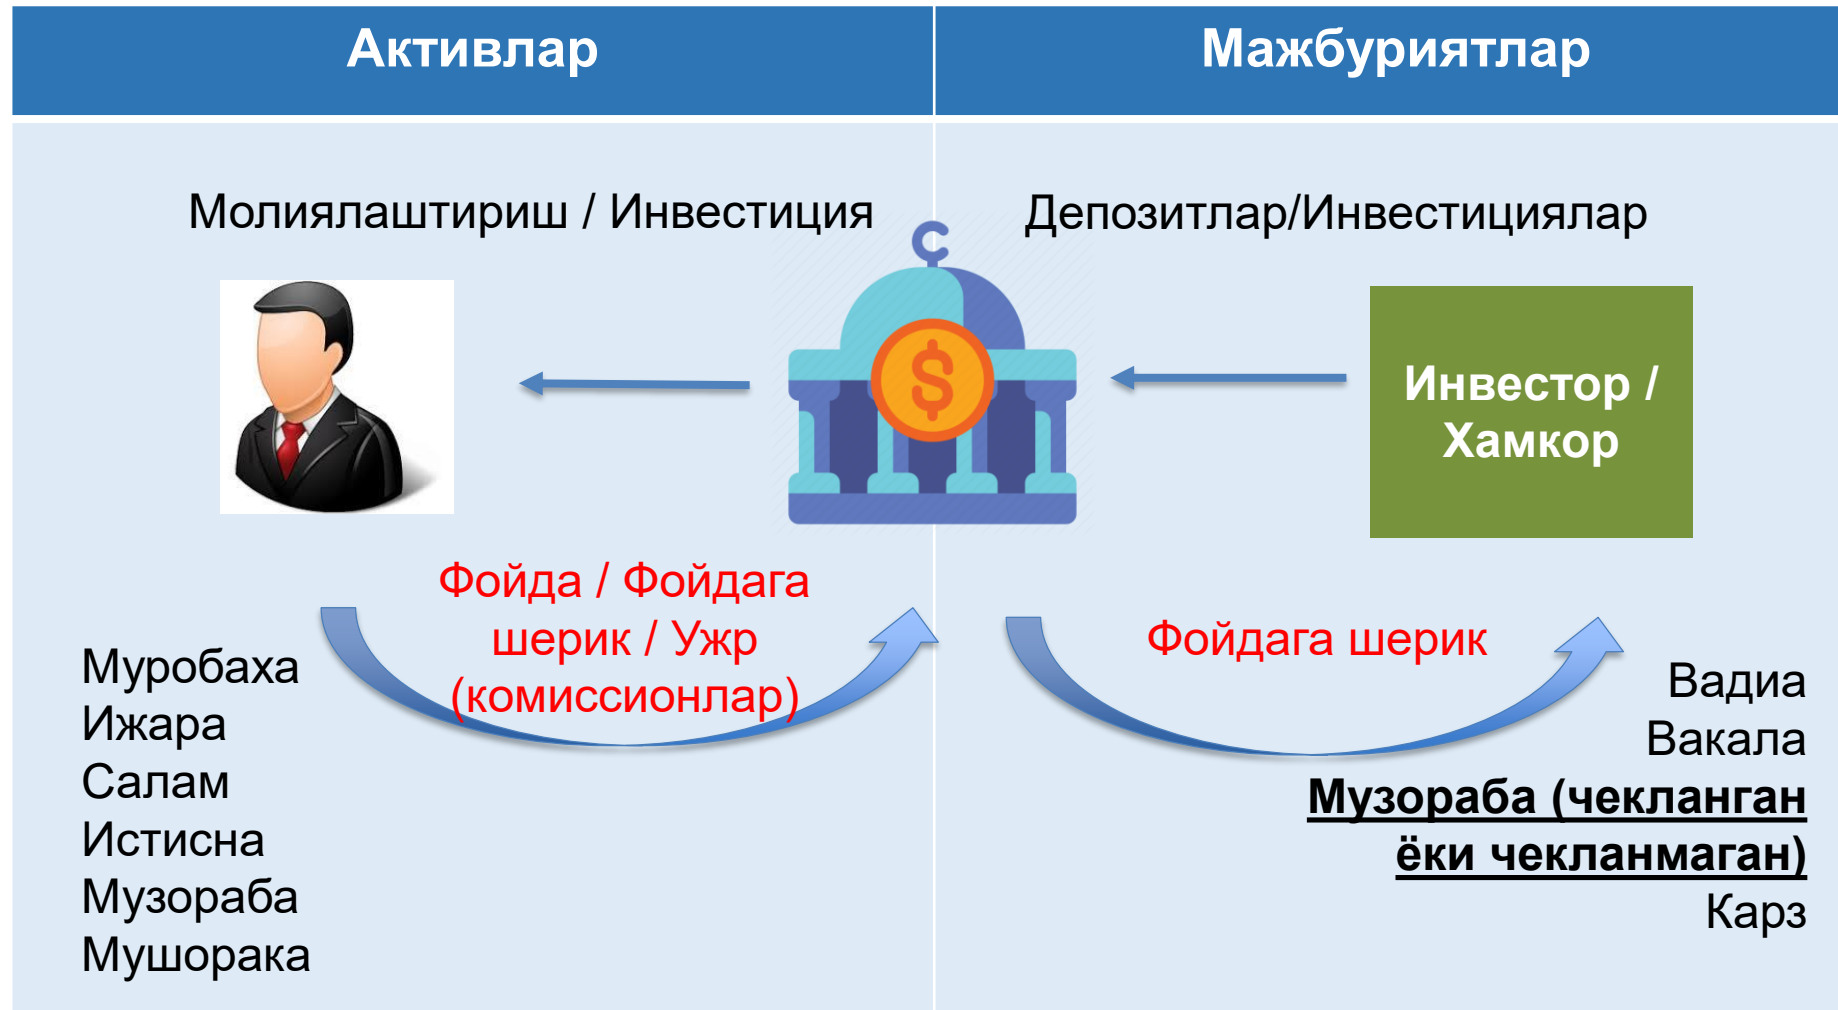 Активлар
Мажбуриятлар
Молиялаштириш / Инвестиция
Депозитлар/Инвестициялар
$
Инвестор /
Хамкор
Фойда / Фойдага
шерик / Ужр
(комиссионлар)
Фойдага шерик
Муробаха
Ижара
Салам
Истисна
Музораба
Мушорака
Вадиа
Вакала
Музораба (чекланган
ёки чекланмаган)
Карз